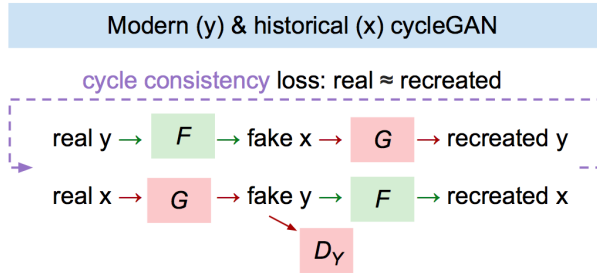 Modern (y) & historical (x) cycleGAN
cycle consistency loss: real ≈ recreated
real y → F → fake x → G → recreated y
real x → G → fake y → F → recreated x
D_Y